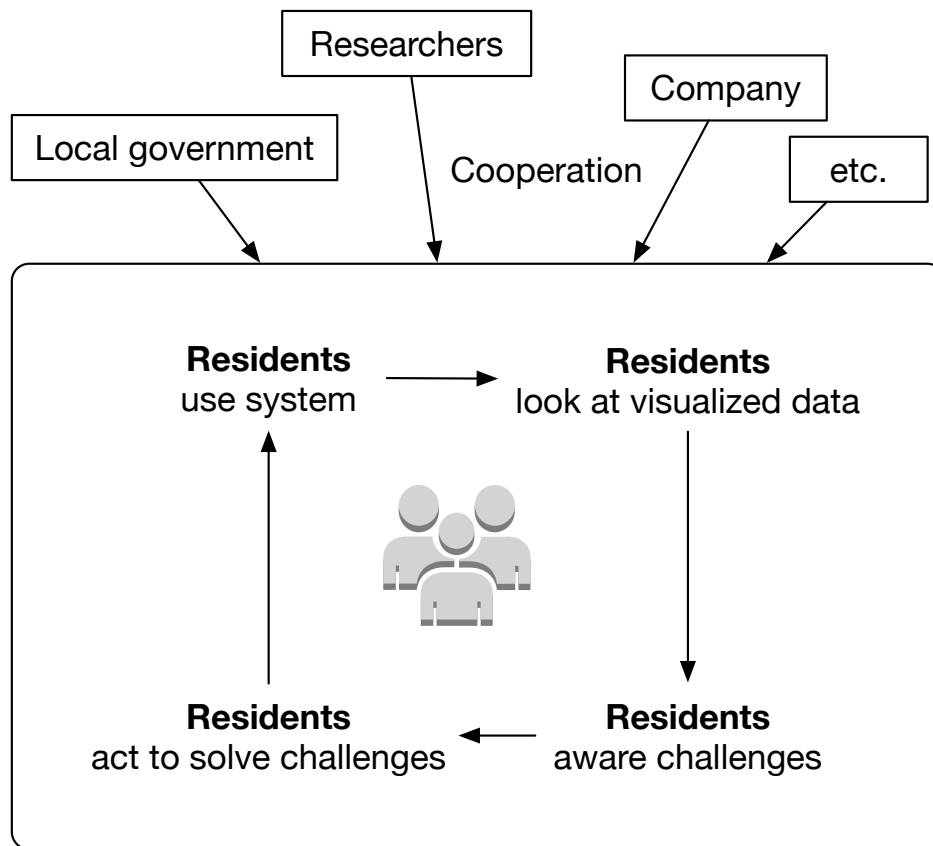 Researchers
Company
Local government
Cooperation
etc.
Residents
use system
Residents
look at visualized data
Residents
act to solve challenges
Residents
aware challenges